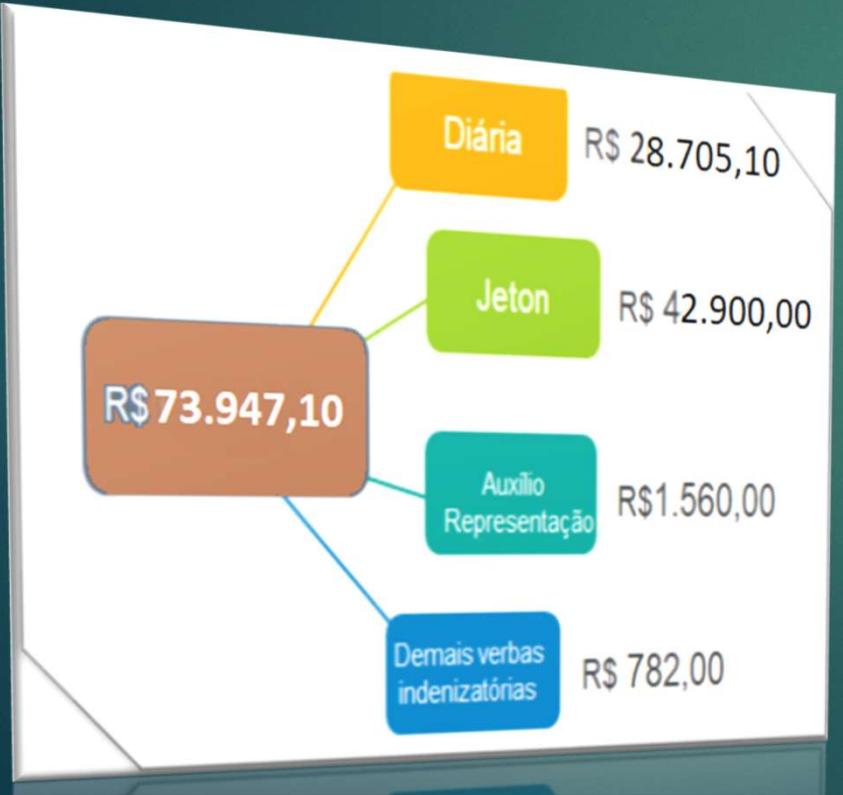 Diária R$ 28.705,10
Jeton R$ 42.900,00
R$ 73.947,10
Auxílio
Representação R$1.560,00
Demais verbas
indenizatórias R$ 782,00